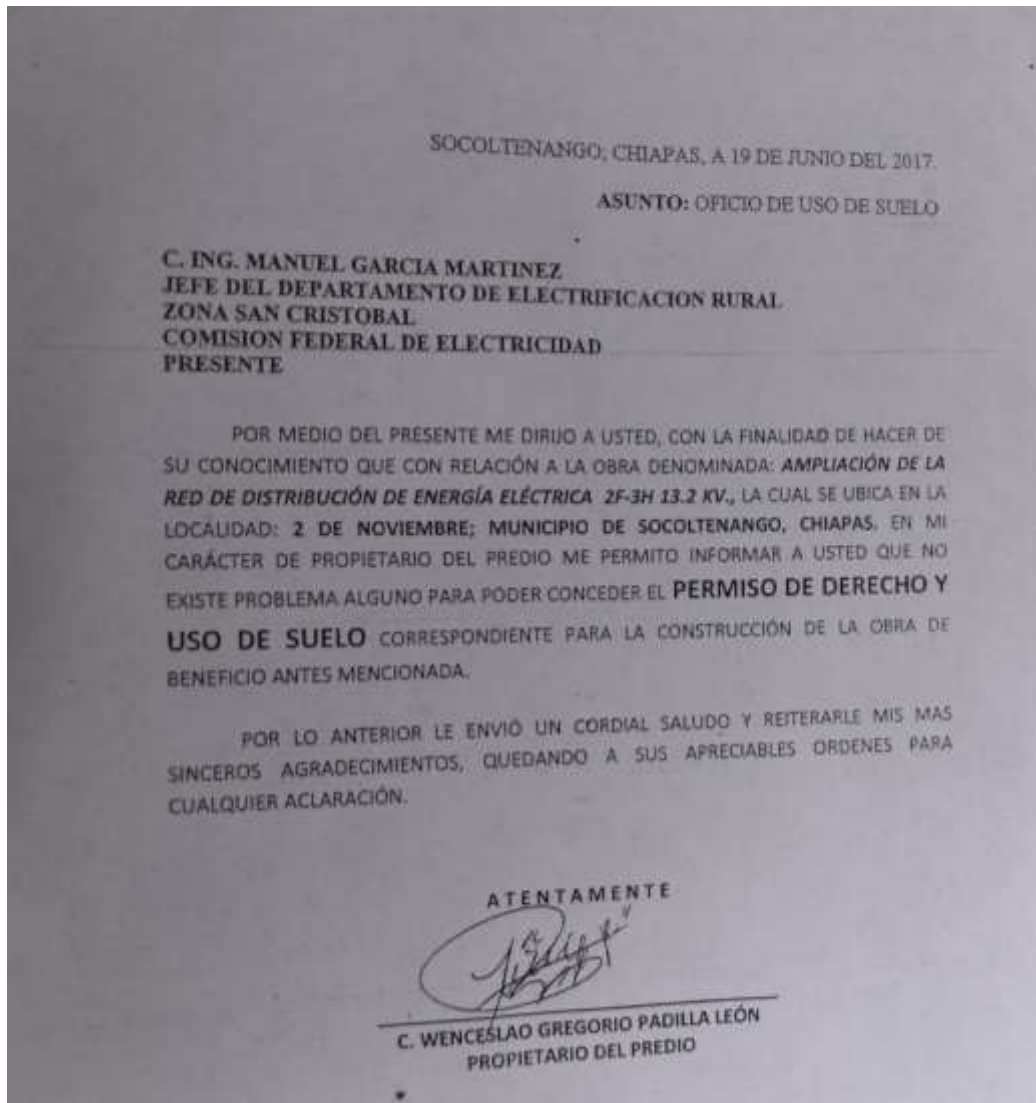 SOCOLTENANGO; CHIAPAS, A 19 DE JUNIO DEL 2017.
ASUNTO: OFICIO DE USO DE SUELO
C. ING. MANUEL GARCIA MARTINEZ
JEFE DEL DEPARTAMENTO DE ELECTRIFICACION RURAL
ZONA SAN CRISTOBAL
COMISION FEDERAL DE ELECTRICIDAD
PRESENTE
POR MEDIO DEL PRESENTE ME DIRIJO A USTED, CON LA FINALIDAD DE HACER DE
SU CONOCIMIENTO QUE CON RELACIÓN A LA OBRA DENOMINADA: AMPLIACIÓN DE LA
RED DE DISTRIBUCIÓN DE ENERGÍA ELÉCTRICA 2F-3H 13.2 KV., LA CUAL SE UBICA EN LA
LOCALIDAD: 2 DE NOVIEMBRE; MUNICIPIO DE SOCOLTENANGO, CHIAPAS. EN MI
CARÁCTER DE PROPIETARIO DEL PREDIO ME PERMITO INFORMAR A USTED QUE NO
EXISTE PROBLEMA ALGUNO PARA PODER CONCEDER EL PERMISO DE DERECHO Y
USO DE SUELO CORRESPONDIENTE PARA LA CONSTRUCCIÓN DE LA OBRA DE
BENEFICIO ANTES MENCIONADA.
POR LO ANTERIOR LE ENVIÓ UN CORDIAL SALUDO Y REITERARLE MIS MAS
SINCEROS AGRADECIMIENTOS, QUEDANDO A SUS APRECIABLES ORDENES PARA
CUALQUIER ACLARACIÓN.
ATENTAMENTE
C. WENCESLAO GREGORIO PADILLA LEÓN
PROPIETARIO DEL PREDIO